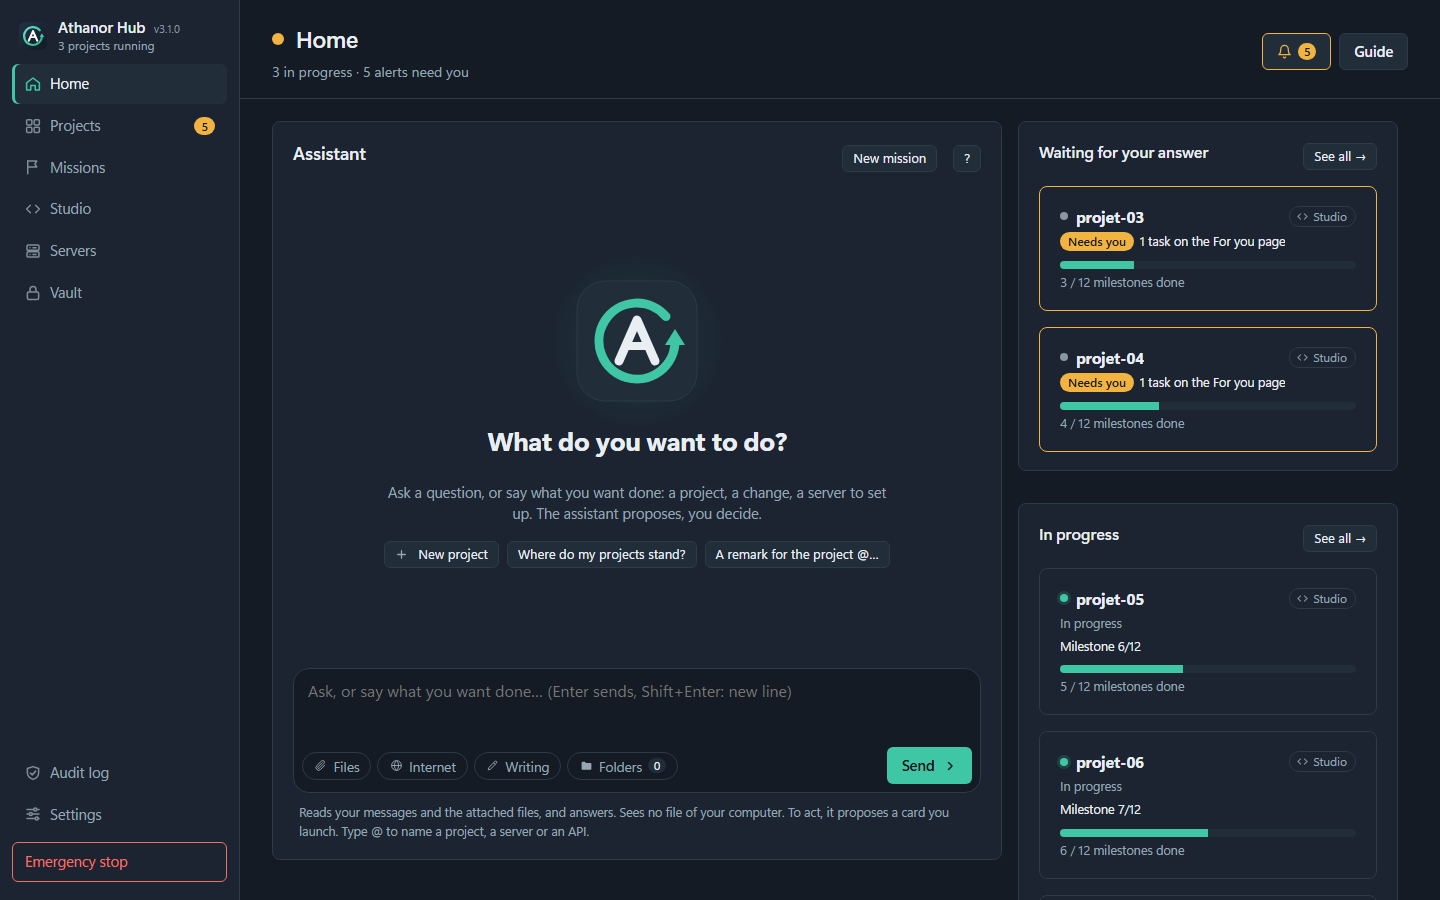 Athanor Hub v3.1.0
3 projects running
Home
Projects 5
Missions
Studio
Servers
Vault
Audit log
Settings
Emergency stop
Home
3 in progress · 5 alerts need you
5
Guide
Assistant
New mission
?
A
What do you want to do?
Ask a question, or say what you want done: a project, a change, a server to set
up. The assistant proposes, you decide.
+ New project
Where do my projects stand?
A remark for the project @...
Ask, or say what you want done... (Enter sends, Shift+Enter: new line)
Files
Internet
Writing
Folders 0
Send
Reads your messages and the attached files, and answers. Sees no file of your computer. To act, it proposes a card you
launch. Type @ to name a project, a server or an API.
Waiting for your answer
See all →
projet-03
Studio
Needs you 1 task on the For you page
3 / 12 milestones done
projet-04
Studio
Needs you 1 task on the For you page
4 / 12 milestones done
In progress
See all →
projet-05
Studio
In progress
Milestone 6/12
5 / 12 milestones done
projet-06
Studio
In progress
Milestone 7/12
6 / 12 milestones done